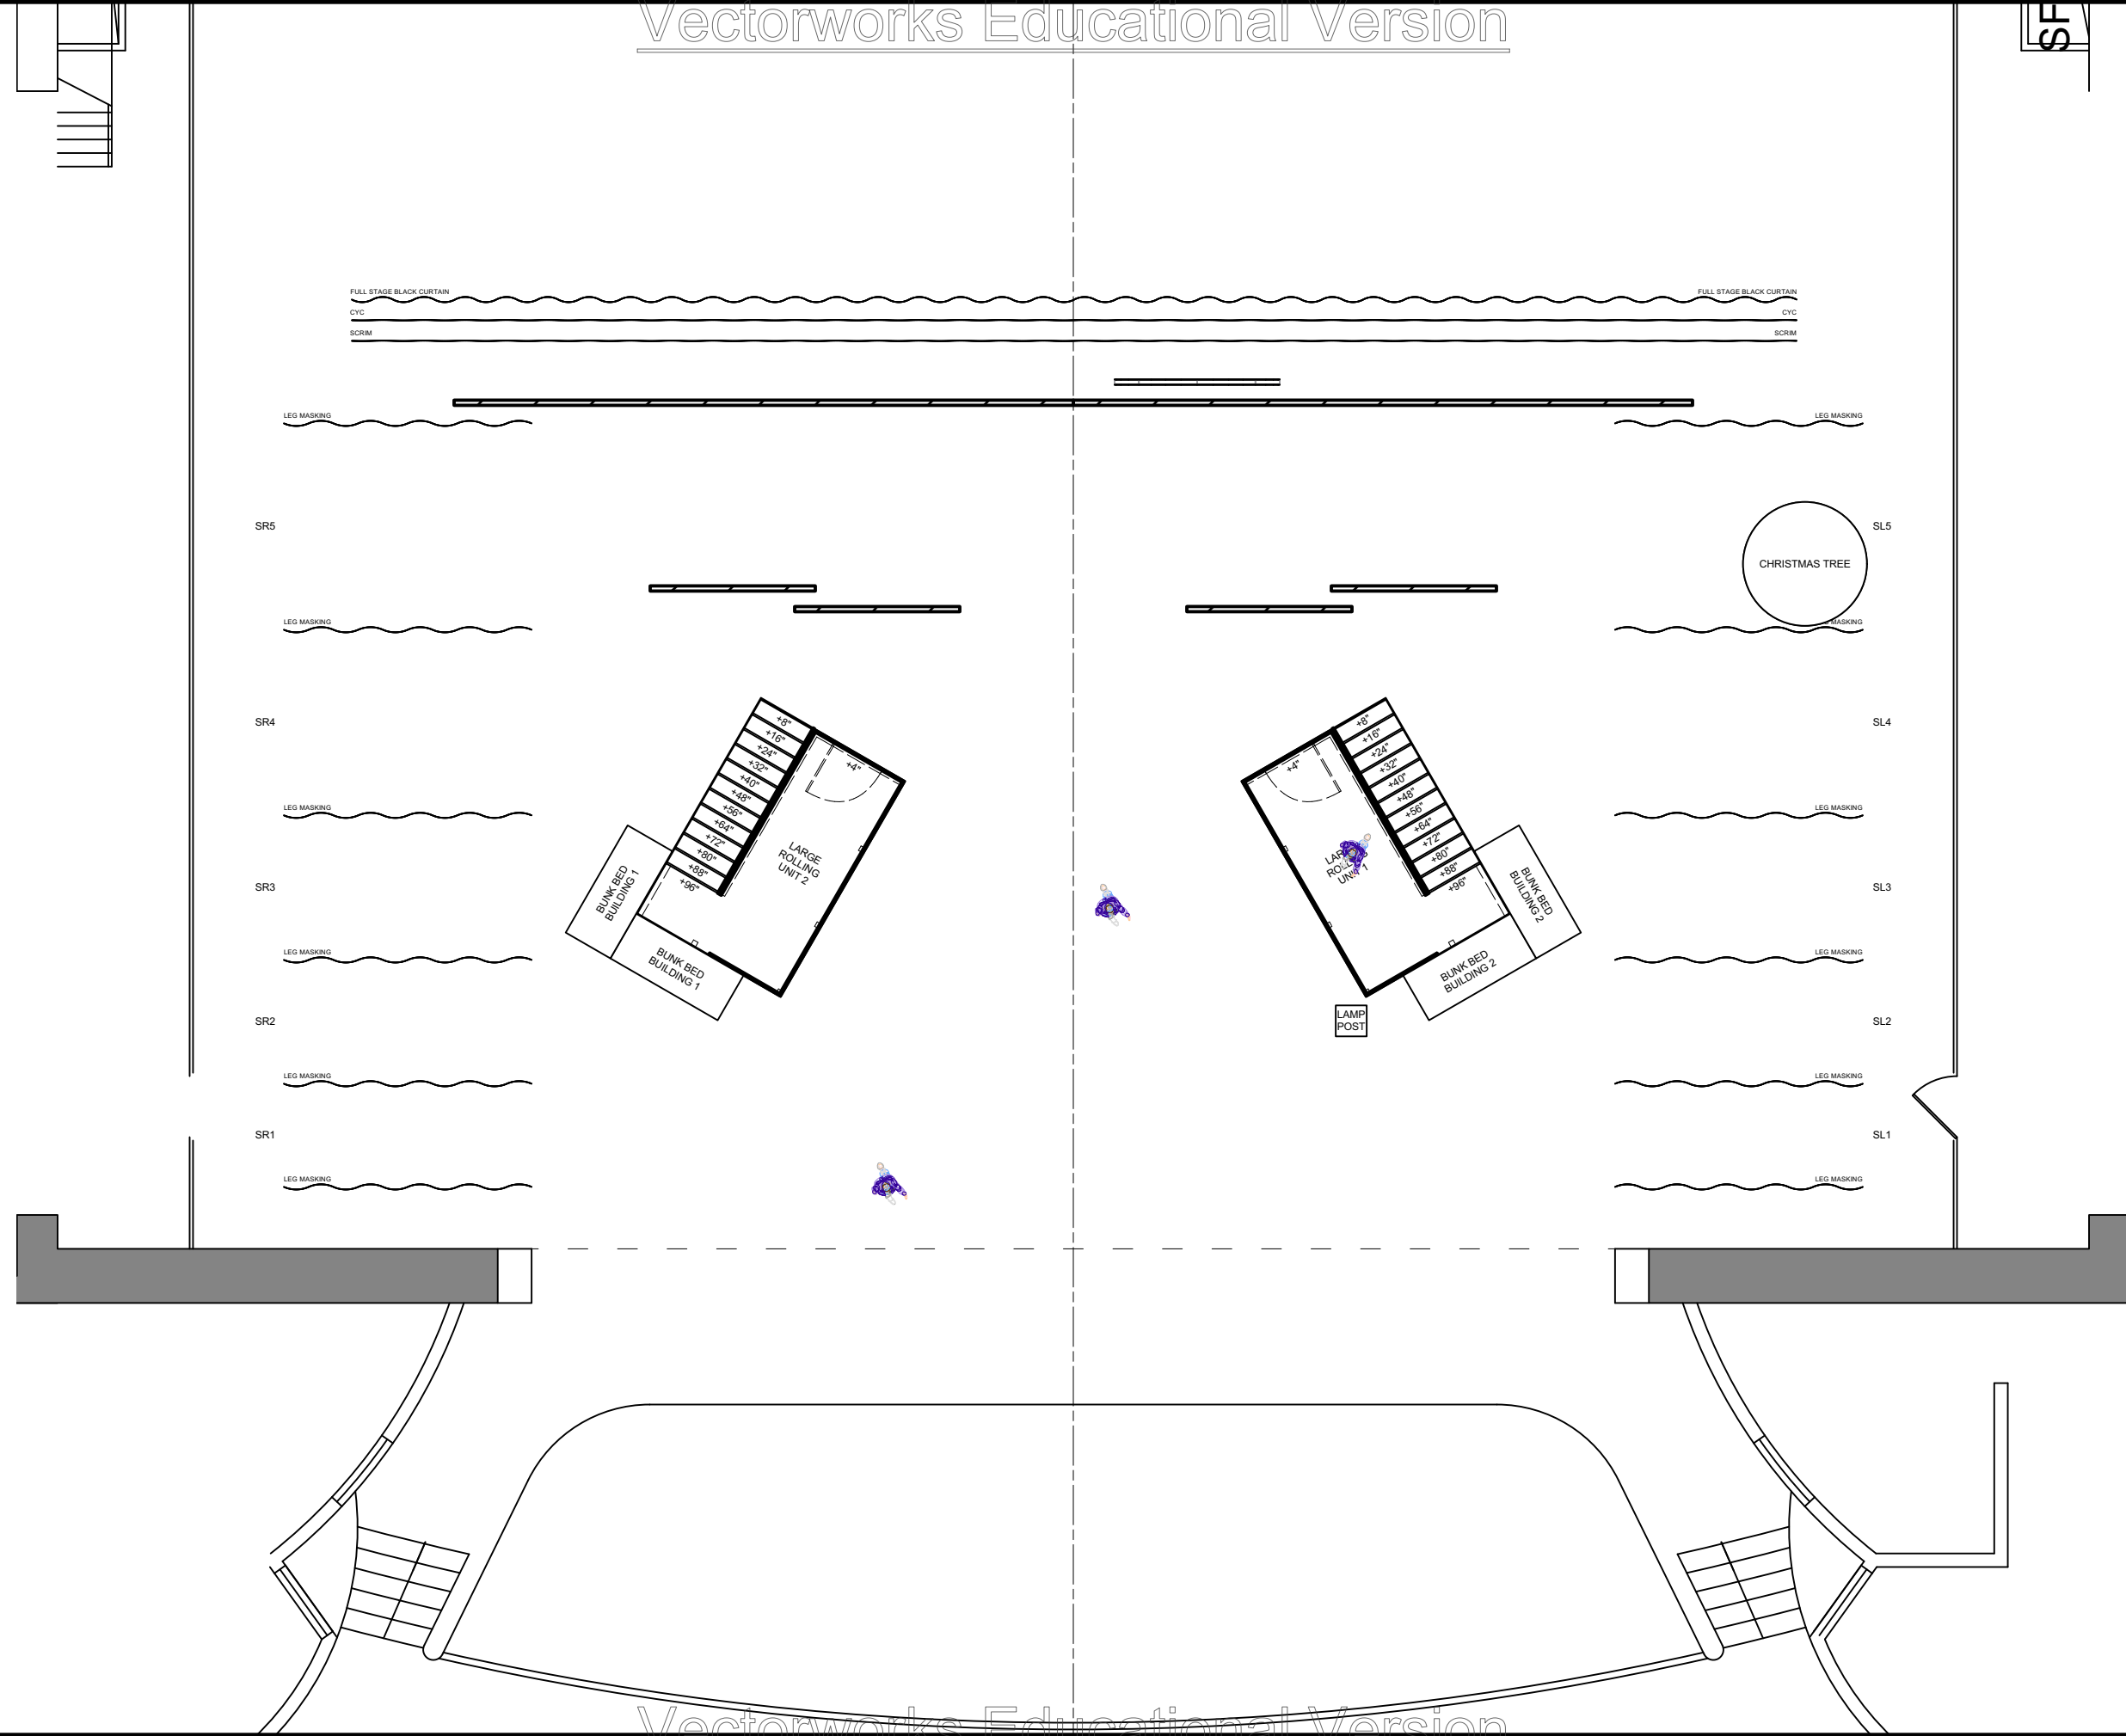 Vectorworks Educational Version
SF
FULL STAGE BLACK CURTAIN
FULL STAGE BLACK CURTAIN
CYC
CYC
SCRIM
SCRIM
LEG MASKING
LEG MASKING
SR5
SL5
CHRISTMAS TREE
LEG MASKING
MASKING
SR4
SL4
+8"
+16"
+24"
+32"
+40"
+48"
+56"
+64"
+72"
+80"
+88"
+96"
+4"
LARGE
ROLLING
UNIT 2
+4"
+8"
+16"
+24"
+32"
+40"
+48"
+56"
+64"
+72"
+80"
+88"
+96"
LEG MASKING
LEG MASKING
SR3
SL3
BUNK BED
BUILDING 1
BUNK BED
BUILDING 1
BUNK BED
BUILDING 2
BUNK BED
BUILDING 2
LEG MASKING
LEG MASKING
SR2
SL2
LAMP
POST
LEG MASKING
LEG MASKING
SR1
SL1
LEG MASKING
LEG MASKING
Vectorworks Educational Version